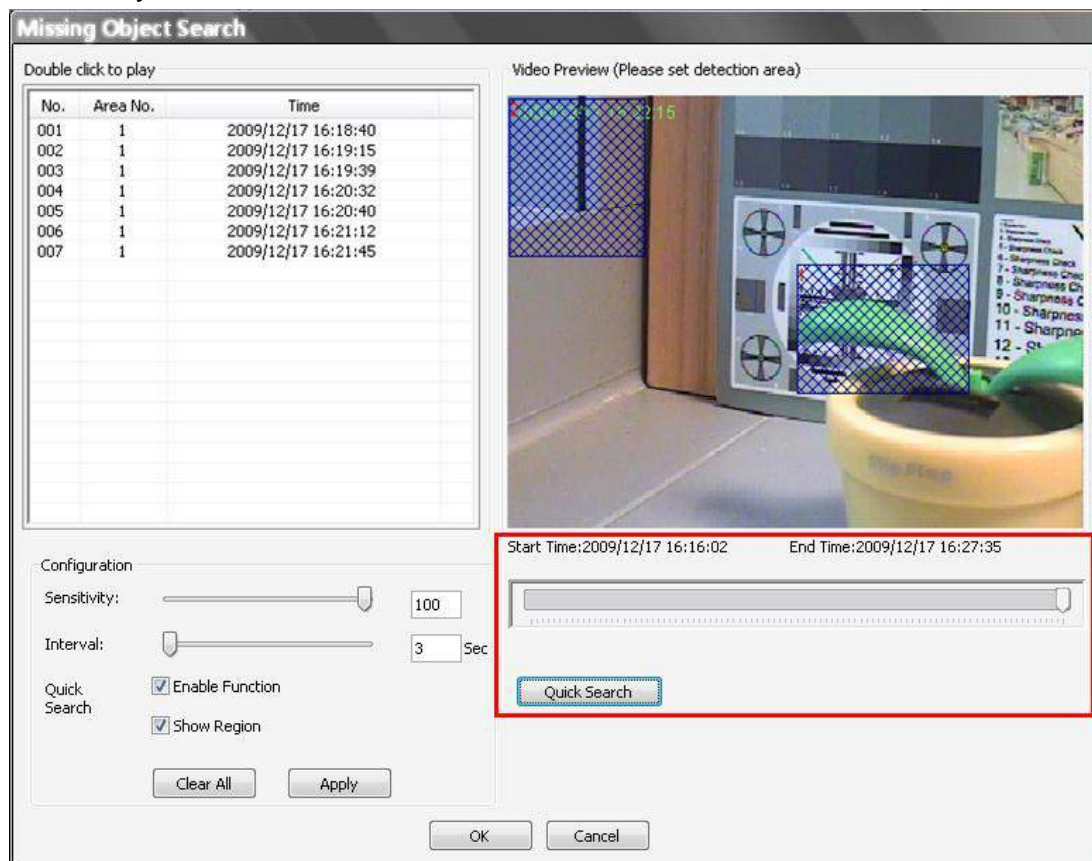 Missing Object Search
Double click to play
No. Area No. Time
001 1 2009/12/17 16:18:40
002 1 2009/12/17 16:19:15
003 1 2009/12/17 16:19:39
004 1 2009/12/17 16:20:32
005 1 2009/12/17 16:20:40
006 1 2009/12/17 16:21:12
007 1 2009/12/17 16:21:45
Configuration
Sensitivity: 100
Interval: 3 Sec
Quick Search
Enable Function
Show Region
Clear All Apply
Video Preview (Please set detection area)
7 - Sharpness Check
10 - Sharpness
11 - Sharpne
12 - S
Start Time:2009/12/17 16:16:02 End Time:2009/12/17 16:27:35
Quick Search
OK Cancel